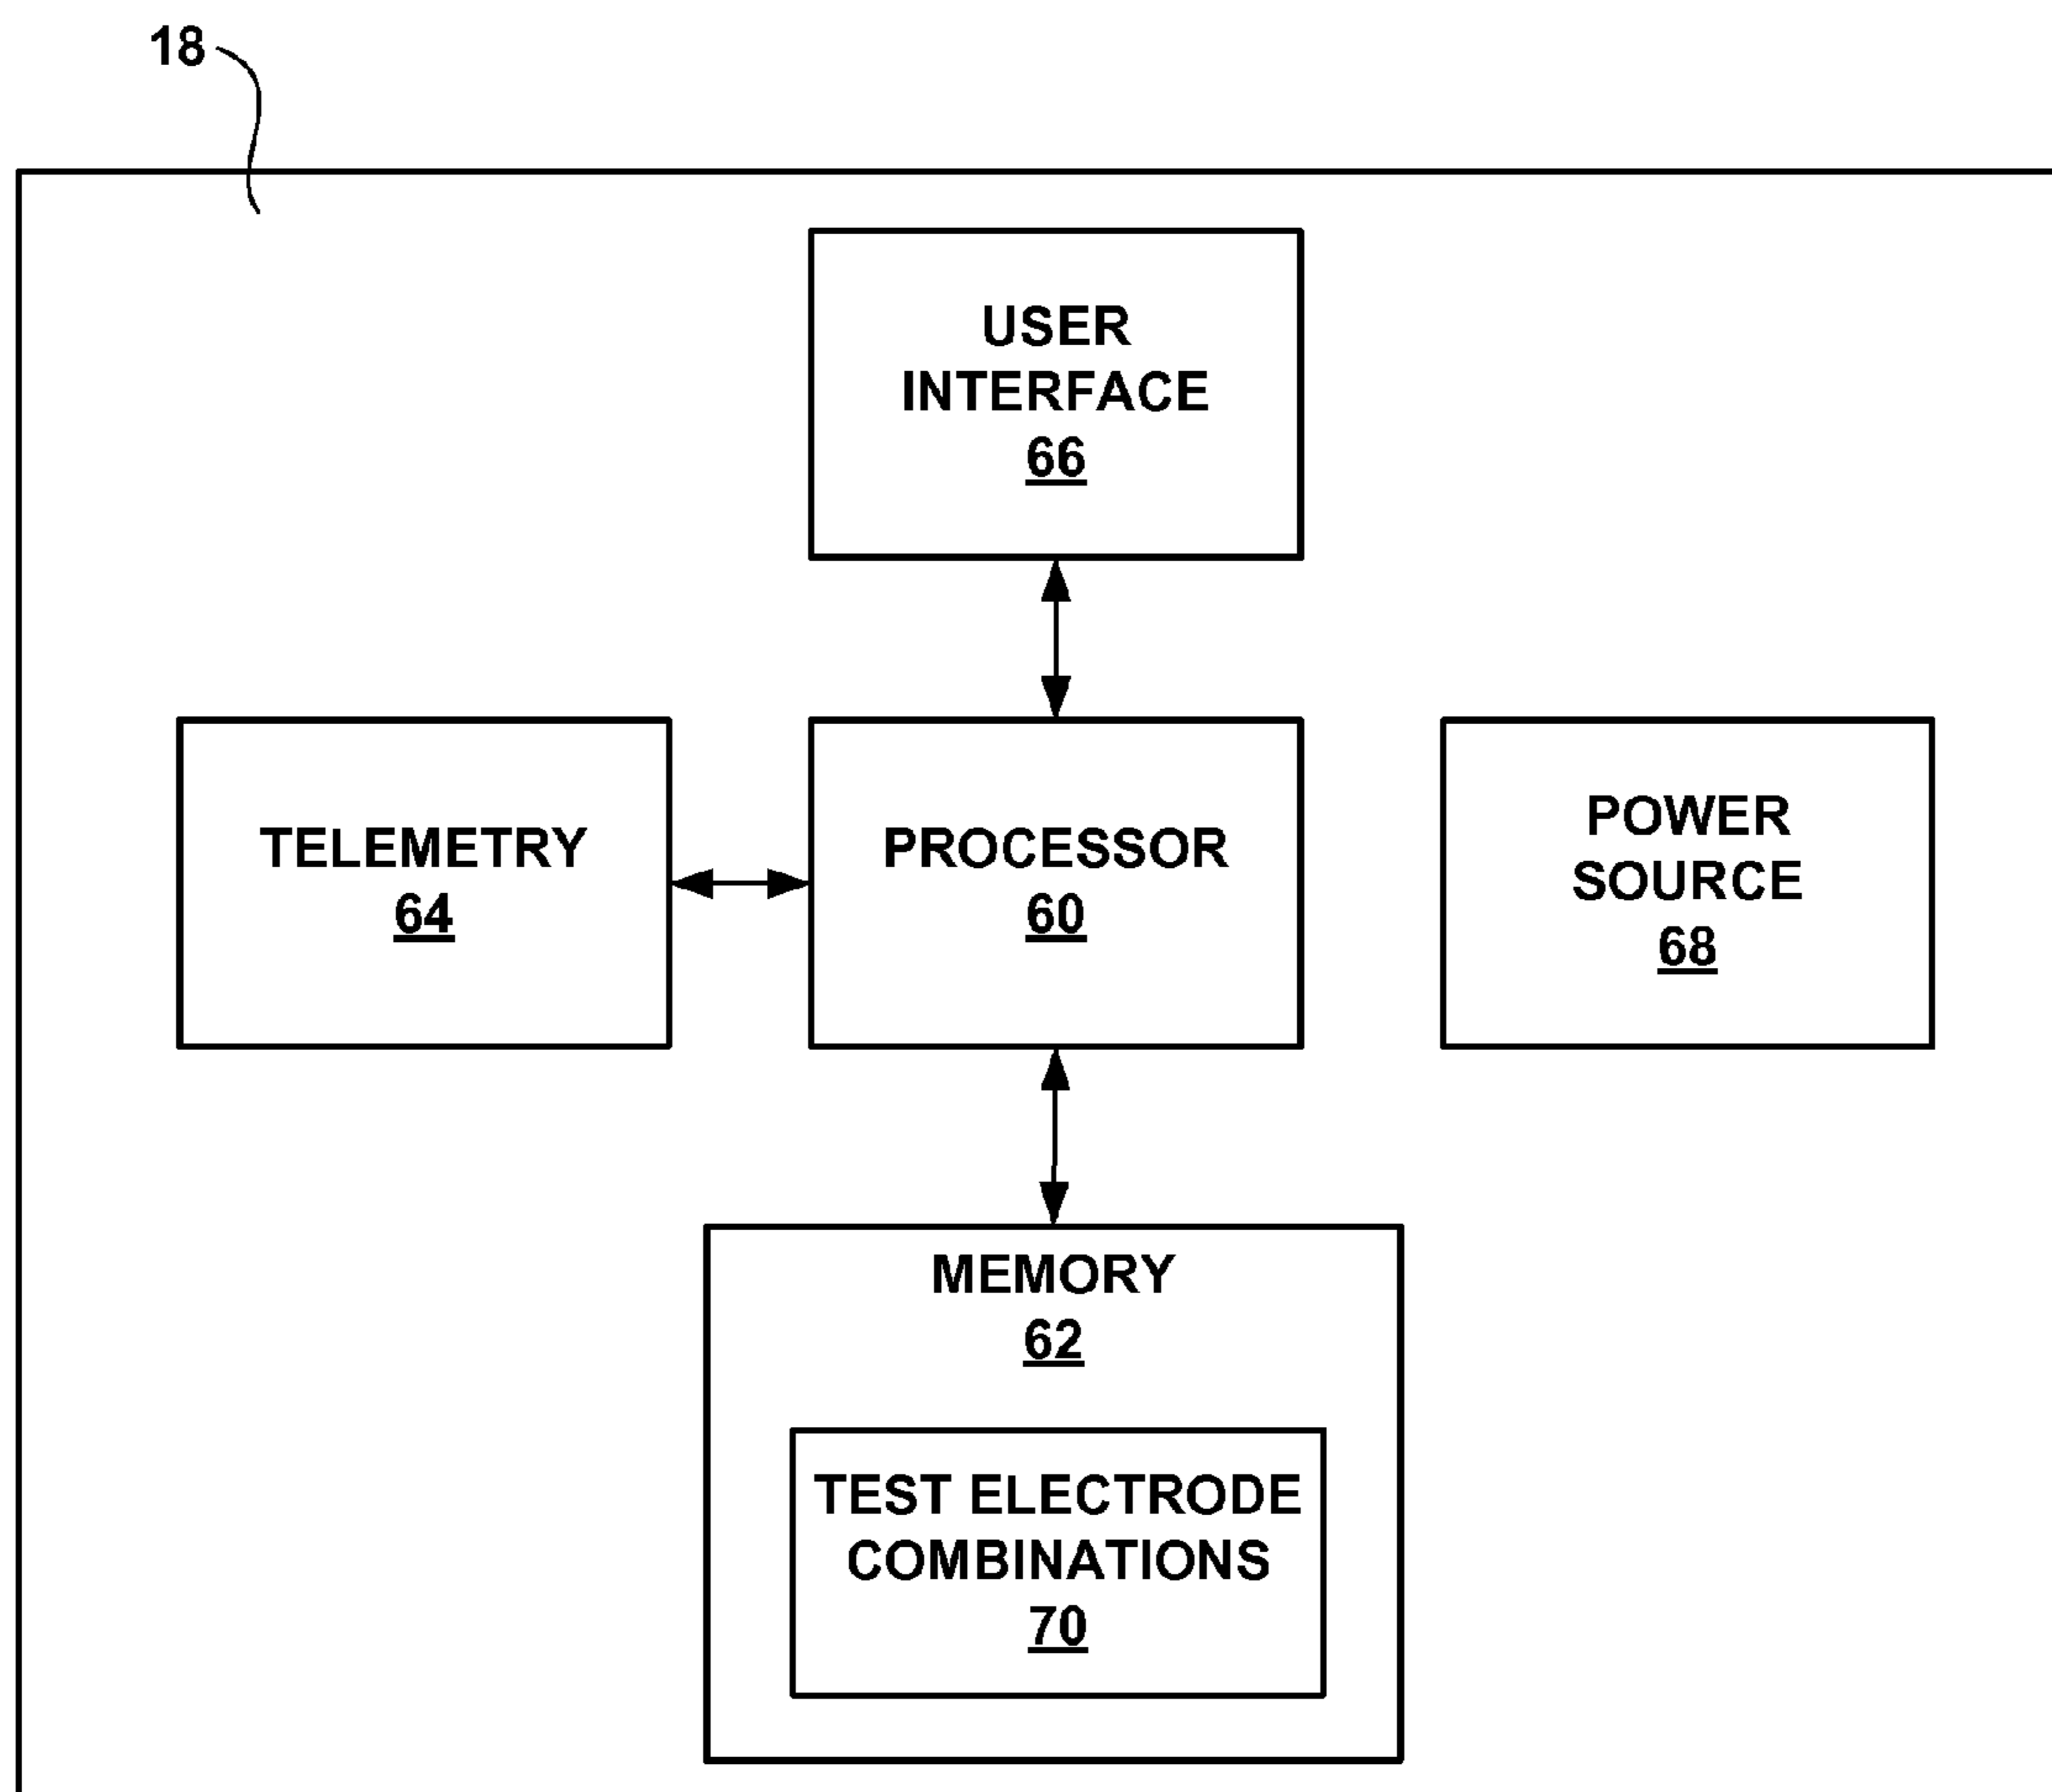 18
USER
INTERFACE
66
TELEMETRY
64
PROCESSOR
60
POWER
SOURCE
68
MEMORY
62
TEST ELECTRODE
COMBINATIONS
70